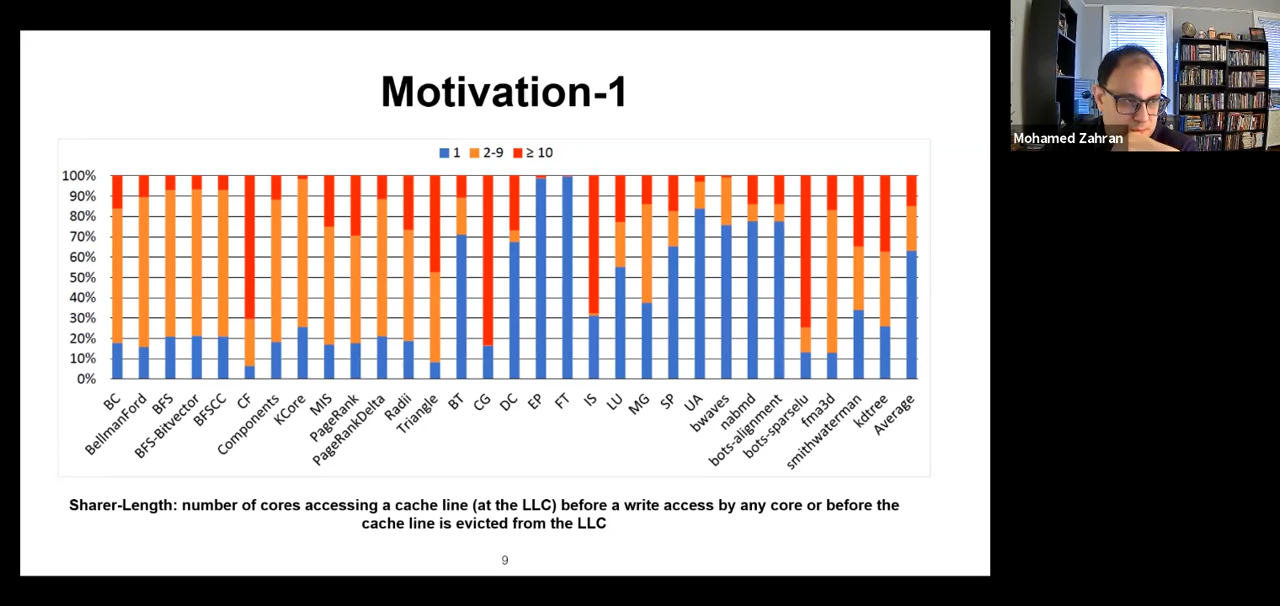 Motivation-1
1 2-9 ≥ 10
100%
90%
80%
70%
60%
50%
40%
30%
20%
10%
0%
BC
BellmanFord
BFS
BFS-Bitvector
BFSCC
CF
Components
KCore
MIS
PageRank
PageRankDelta
Radii
Triangle
BT
CG
DC
EP
FT
IS
LU
MG
SP
UA
bwaves
nabmd
bots-alignment
bots-sparselu
fma3d
smithwaterman
kdtree
Average
Sharer-Length: number of cores accessing a cache line (at the LLC) before a write access by any core or before the
cache line is evicted from the LLC
9
Mohamed Zahran